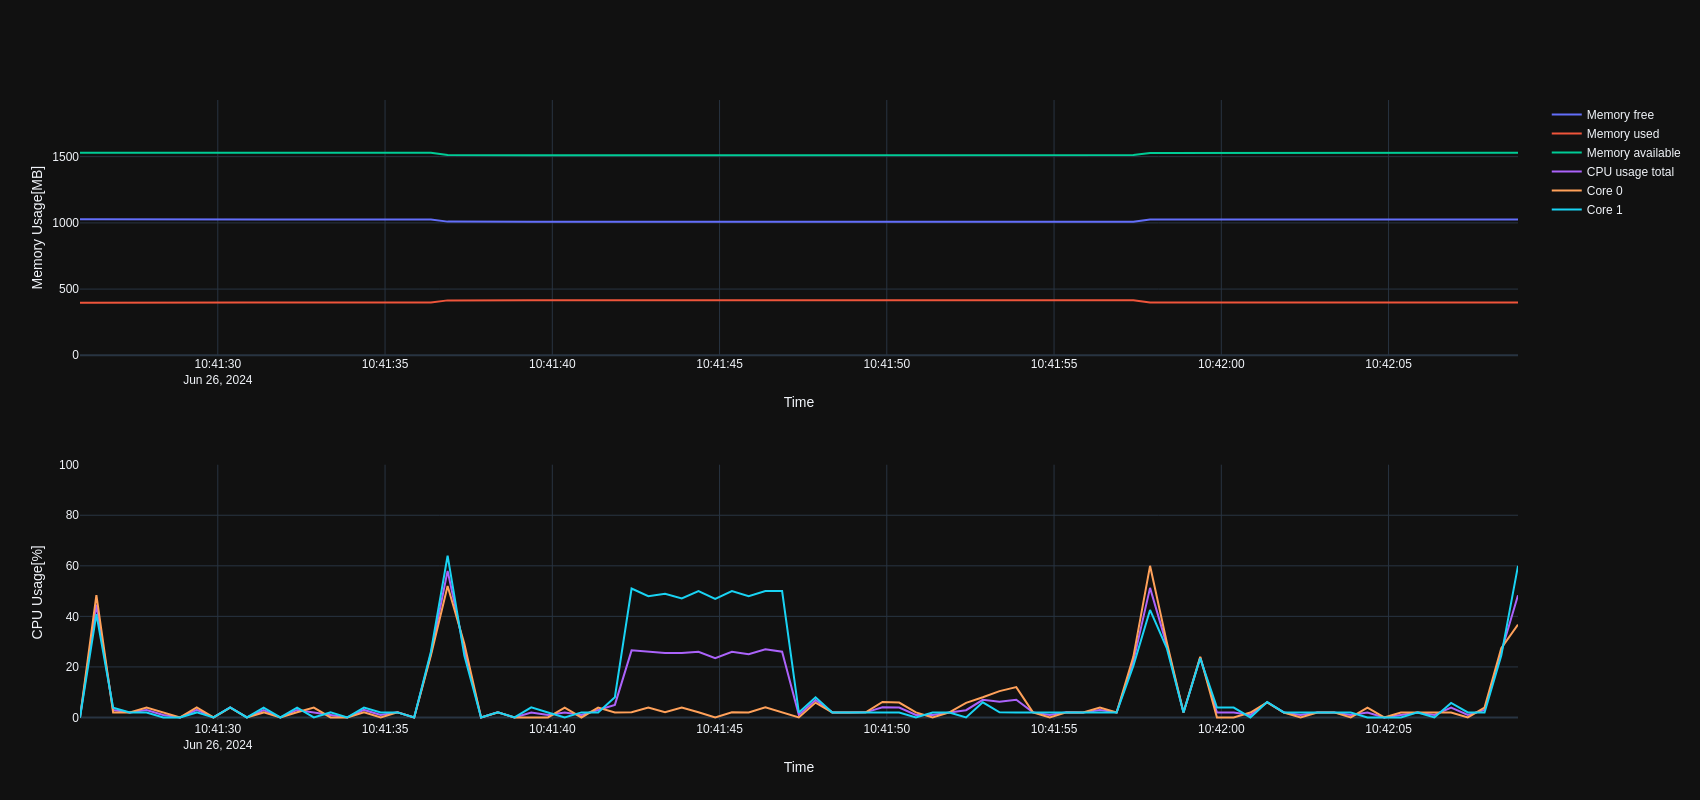 Memory Usage[MB]
1500
1000
500
0
10:41:30
Jun 26, 2024
10:41:35
10:41:40
10:41:45
10:41:50
10:41:55
10:42:00
10:42:05
Time
Memory free
Memory used
Memory available
CPU usage total
Core 0
Core 1
CPU Usage[%]
100
80
60
40
20
0
10:41:30
Jun 26, 2024
10:41:35
10:41:40
10:41:45
10:41:50
10:41:55
10:42:00
10:42:05
Time